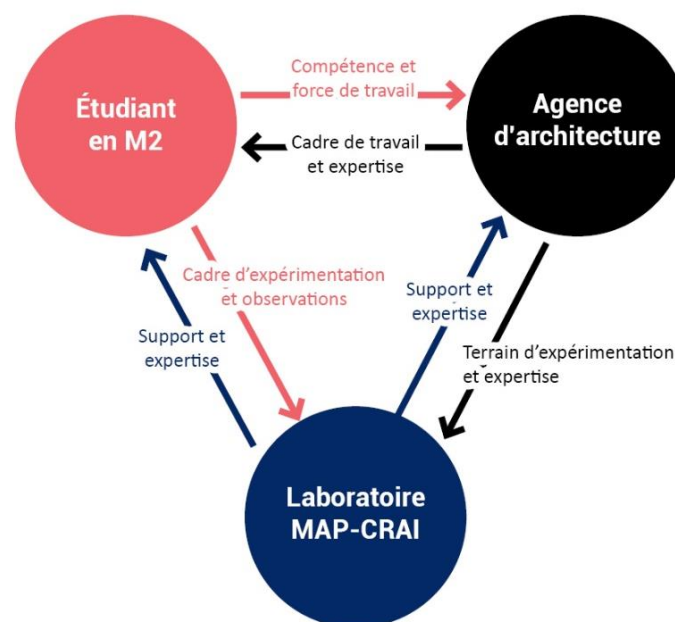 Étudiant
en M2
Compétence et
force de travail
Agence
d'architecture
Cadre de travail
et expertise
Cadre d'expérimentation
et observations
Support et
expertise
Support et
expertise
Terrain d'expérimentation
et expertise
Laboratoire
MAP-CRAI